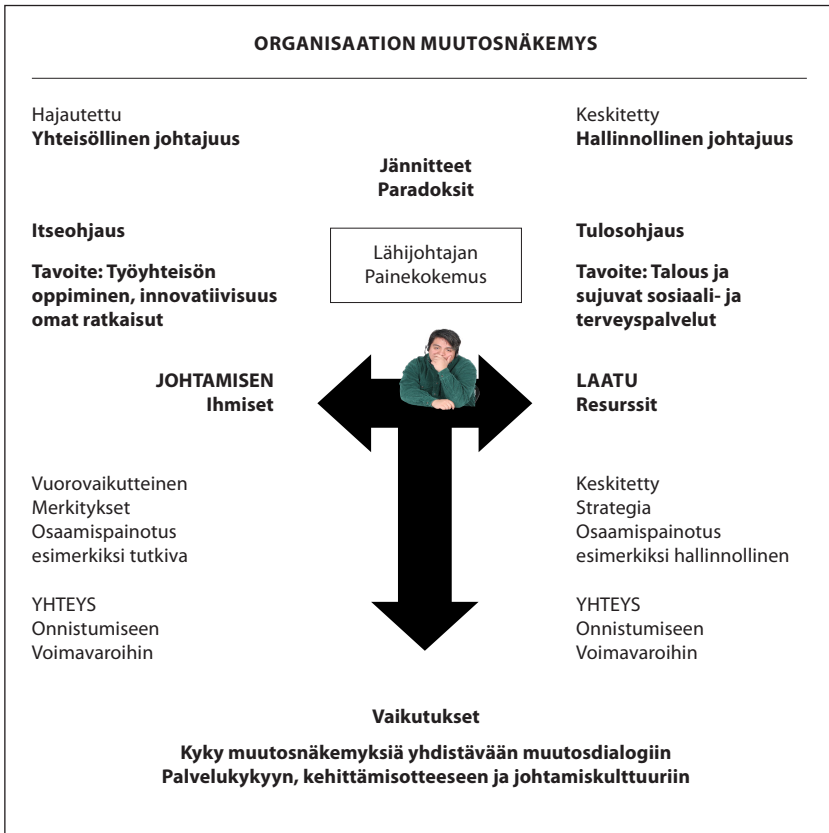 ORGANISAATION MUUTOSNÄKEMYS
Hajautettu
Yhteisöllinen johtajuus
Keskitetty
Hallinnollinen johtajuus
Jännitteet
Paradoksit
Itseohjaus
Tavoite: Työyhteisön
oppiminen, innovatiivisuus
omat ratkaisut
Lähijohtajan
Painekokemus
Tulosohjaus
Tavoite: Talous ja
sujuvat sosiaali- ja
terveyspalvelut
JOHTAMISEN
Ihmiset
LAATU
Resurssit
Vuorovaikutteinen
Merkitykset
Osaamispainotus
esimerkiksi tutkiva
Keskitetty
Strategia
Osaamispainotus
esimerkiksi hallinnollinen
YHTEYS
Onnistumiseen
Voimavaroihin
YHTEYS
Onnistumiseen
Voimavaroihin
Vaikutukset
Kyky muutosnäkemyksiä yhdistävään muutosdialogiin
Palvelukykyyn, kehittämisotteeseen ja johtamiskulttuuriin